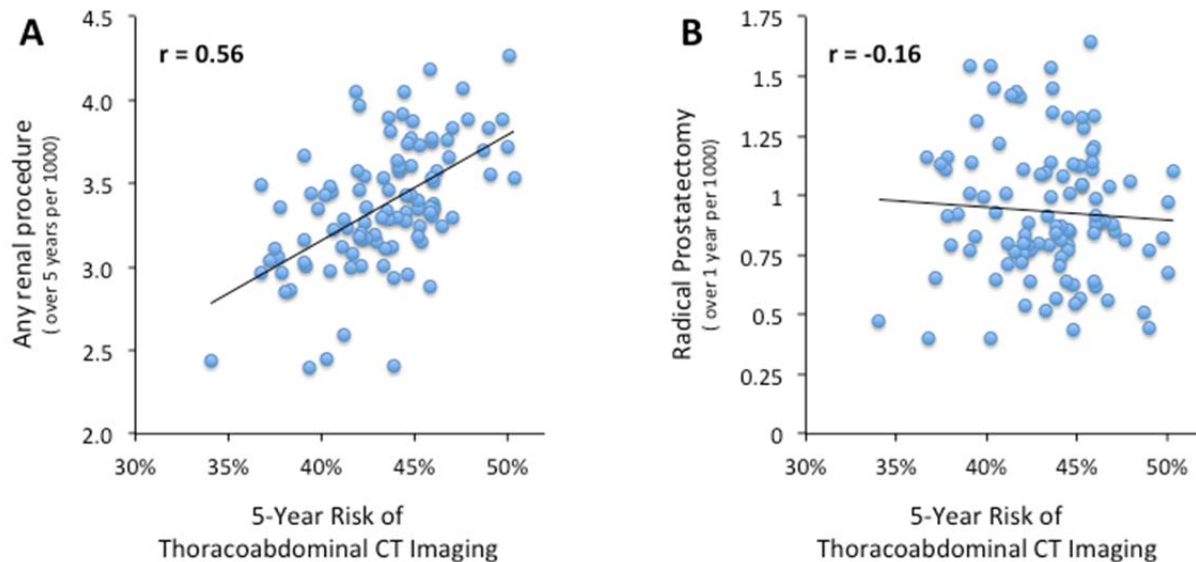 A
r = 0.56
Any renal procedure
( over 5 years per 1000)
4.5
4.0
3.5
3.0
2.5
2.0
30%
35%
40%
45%
50%
5-Year Risk of
Thoracoabdominal CT Imaging
B
r = -0.16
Radical Prostatectomy
( over 1 year per 1000)
1.75
1.5
1.25
1
0.75
0.5
0.25
0
30%
35%
40%
45%
50%
5-Year Risk of
Thoracoabdominal CT Imaging